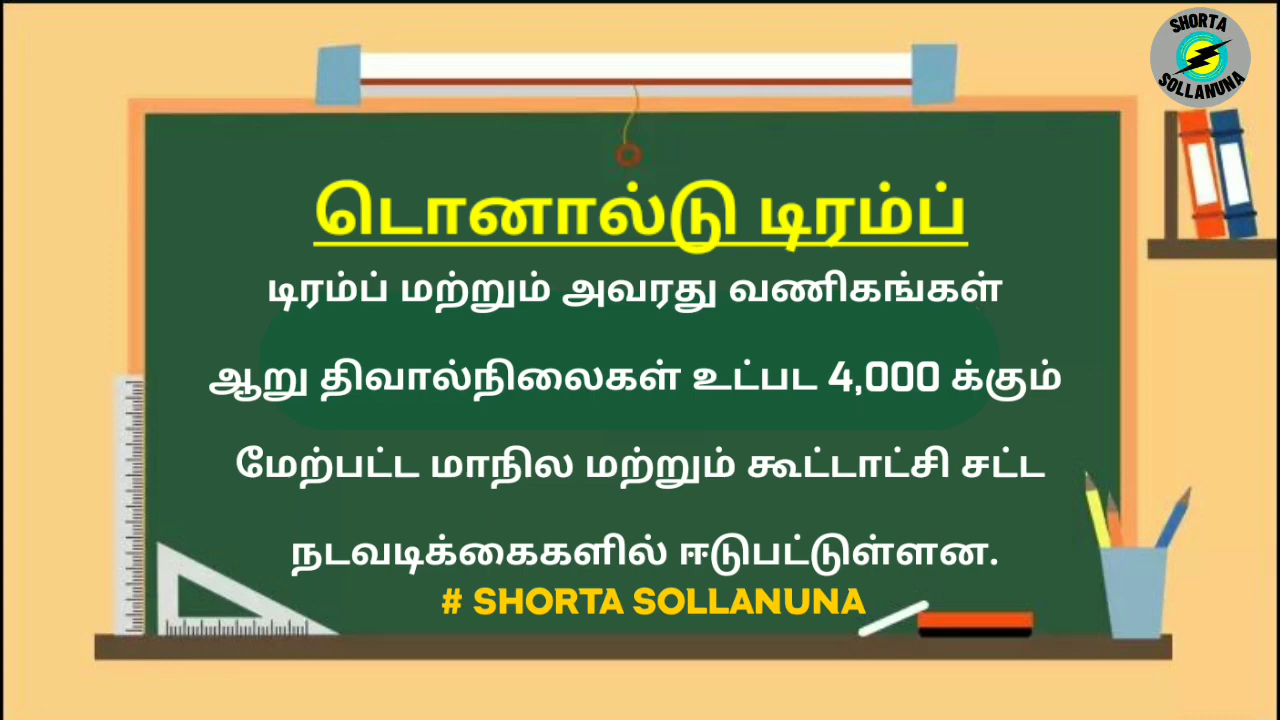 SHORTA
SOLLANUNA
டொனால்டு டிரம்ப்
டிரம்ப் மற்றும் அவரது வணிகங்கள்
ஆறு திவால்நிலைகள் உட்பட 4,000 க்கும்
மேற்பட்ட மாநில மற்றும் கூட்டாட்சி சட்ட
நடவடிக்கைகளில் ஈடுபட்டுள்ளன.
# SHORTA SOLLANUNA